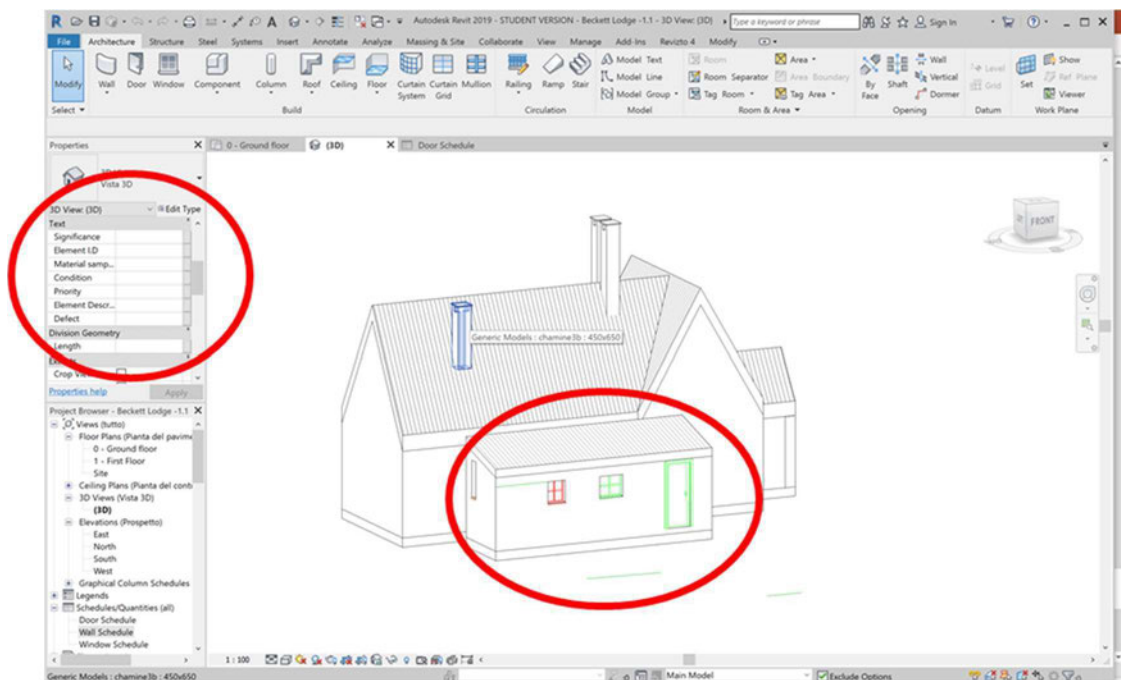 Autodesk Revit 2019 - STUDENT VERSION - Beckett Lodge -1.1 - 3D View: (3D)
Type a keyword or phrase
Sign In
File Architecture Structure Steel Systems Insert Annotate Analyze Massing & Site Collaborate View Manage Add-Ins Revizto 4 Modify
Modify Wall Door Window Component Column Roof Ceiling Floor Curtain System Curtain Grid Mullion Railing Ramp Stair
Model Text
Model Line
Model Group
Room
Room Separator
Tag Room
Area
Area Boundary
Tag Area
By Face Shaft
Wall
Vertical
Dormer
Level
Grid
Set
Show
Ref Plane
Viewer
Select Build Circulation Model Room & Area Opening Datum Work Plane
Properties
0 - Ground floor
(3D)
Door Schedule
Vista 3D
3D View: (3D) Edit Type
Text
Significance
Element I.D
Material samp...
Condition
Priority
Element Descr...
Defect
Division Geometry
Length
Crop Vie
Properties help Apply
Generic Models : chamine3b : 450x650
FRONT
Project Browser - Beckett Lodge -1.1
Views (tutto)
Floor Plans (Pianta del pavime
0 - Ground floor
1 - First Floor
Site
Ceiling Plans (Pianta del cont
3D Views (Vista 3D)
(3D)
Elevations (Prospetto)
East
North
South
West
Graphical Column Schedules
Legends
Schedules/Quantities (all)
Door Schedule
Wall Schedule
Window Schedule
1 : 100
Generic Models : chamine3b : 450x650
Main Model
Exclude Options